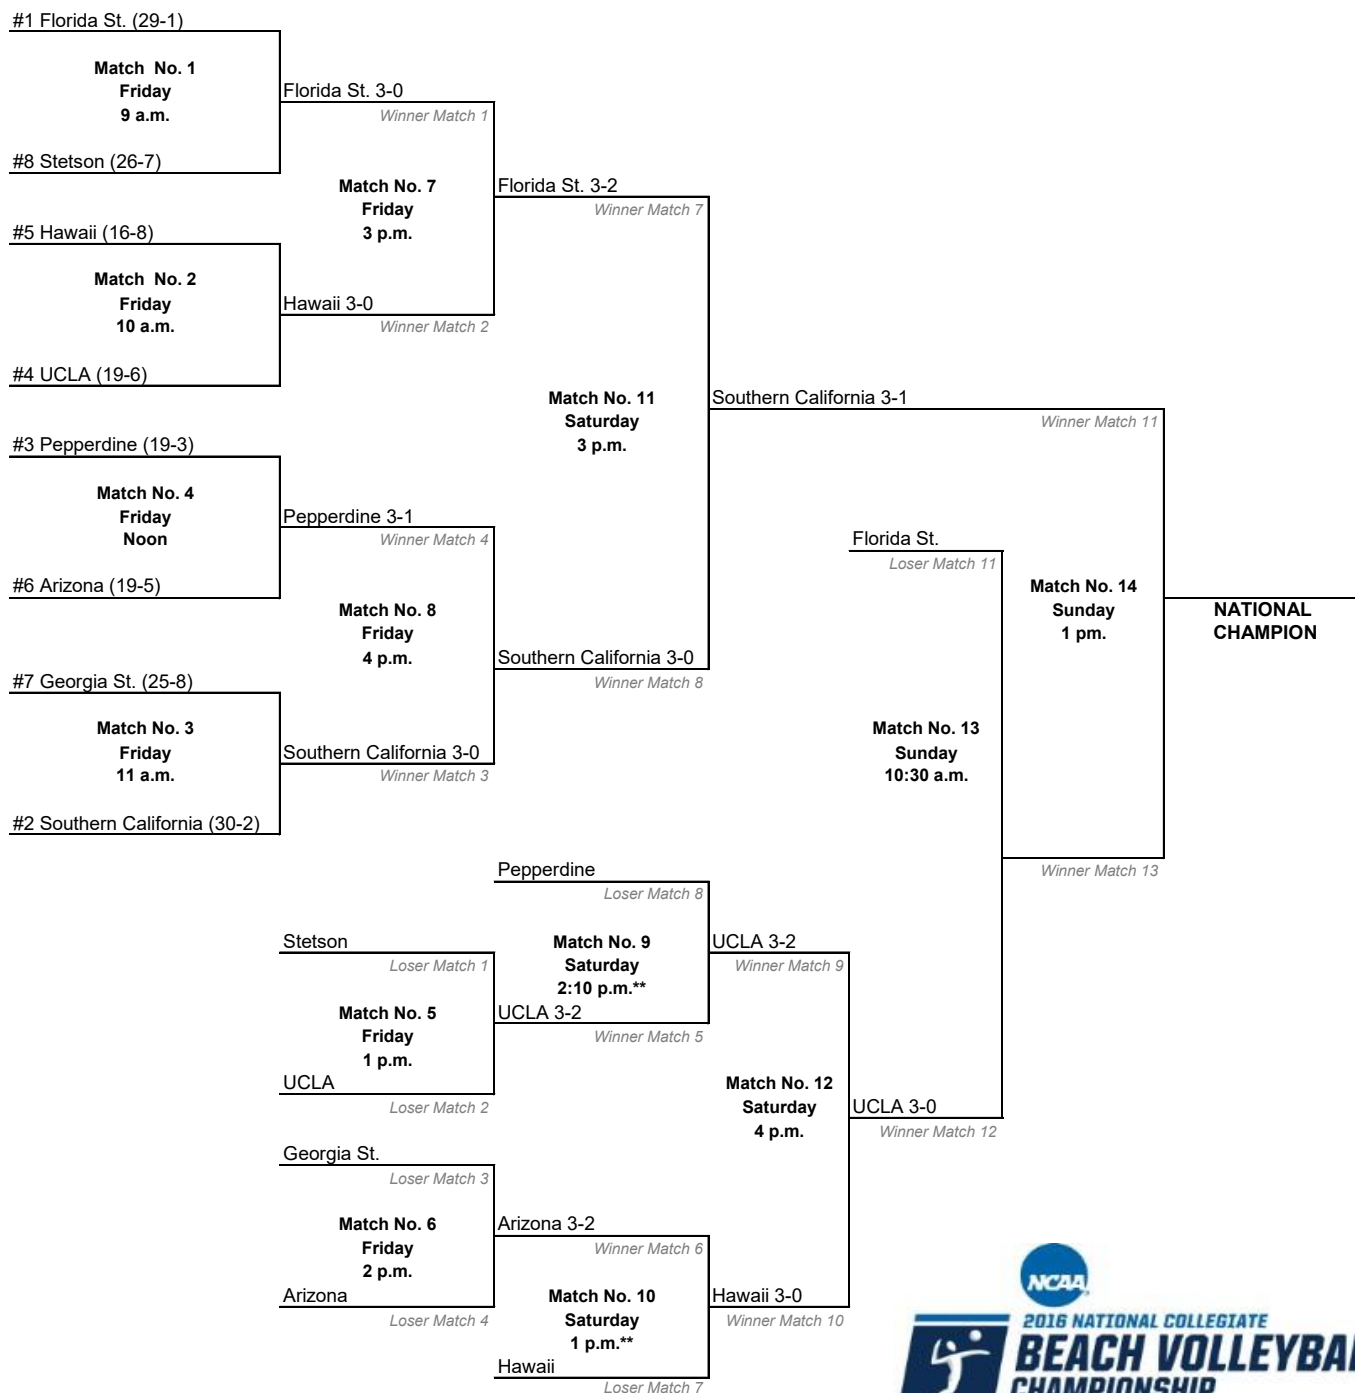 #1 Florida St. (29-1)
Match No. 1
Friday
9 a.m.
#8 Stetson (26-7)
Florida St. 3-0
Winner Match 1
Match No. 7
Friday
3 p.m.
#5 Hawaii (16-8)
Match No. 2
Friday
10 a.m.
#4 UCLA (19-6)
Hawaii 3-0
Winner Match 2
Florida St. 3-2
Winner Match 7
Match No. 11
Saturday
3 p.m.
#3 Pepperdine (19-3)
Match No. 4
Friday
Noon
#6 Arizona (19-5)
Pepperdine 3-1
Winner Match 4
Match No. 8
Friday
4 p.m.
#7 Georgia St. (25-8)
Match No. 3
Friday
11 a.m.
#2 Southern California (30-2)
Southern California 3-0
Winner Match 3
Southern California 3-0
Winner Match 8
Southern California 3-1
Winner Match 11
Florida St.
Loser Match 11
Match No. 14
Sunday
1 pm.
NATIONAL
CHAMPION
Match No. 13
Sunday
10:30 a.m.
Winner Match 13
Pepperdine
Loser Match 8
Match No. 9
Saturday
2:10 p.m.**
Stetson
Loser Match 1
Match No. 5
Friday
1 p.m.
UCLA
Loser Match 2
UCLA 3-2
Winner Match 5
UCLA 3-2
Winner Match 9
Match No. 12
Saturday
4 p.m.
UCLA 3-0
Winner Match 12
Georgia St.
Loser Match 3
Match No. 6
Friday
2 p.m.
Arizona
Loser Match 4
Arizona 3-2
Winner Match 6
Match No. 10
Saturday
1 p.m.**
Hawaii
Loser Match 7
Hawaii 3-0
Winner Match 10
NCAA
2016 NATIONAL COLLEGIATE
BEACH VOLLEYBA
CHAMPIONSHIP